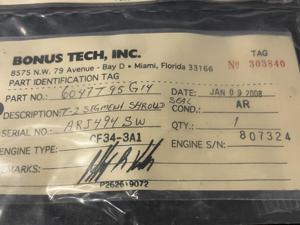 BONUS TECH, INC.
8575 N.W. 79 Avenue - Bay D • Miami, Florida 33166
TAG
PART IDENTIFICATION TAG
No 303840
PART NO.: 6047T95G14
DATE: JAN 09 2008
DESCRIPTION: T-2 SEGMENT SHROUD SEAL
COND.: AR
SERIAL NO.: ARJ494SW
QTY.: 1
ENGINE TYPE: CF34-3A1
ENGINE S/N: 807324
REMARKS:
P262619072